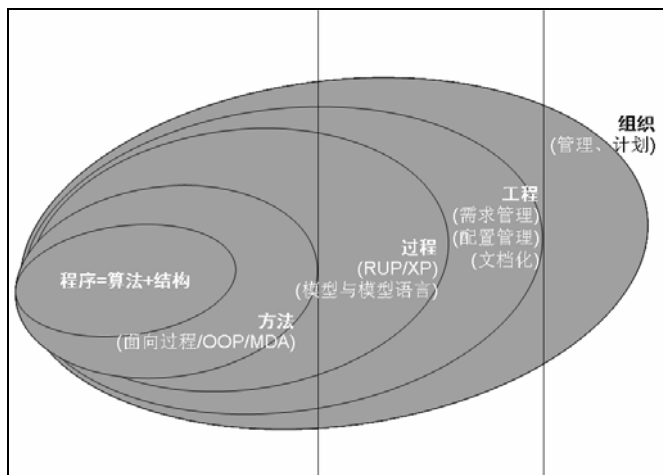 组织
(管理、计划)
工程
(需求管理)
(配置管理)
(文档化)
过程
(RUP/XP)
(模型与模型语言)
程序=算法+结构
方法
(面向过程/OOP/MDA)